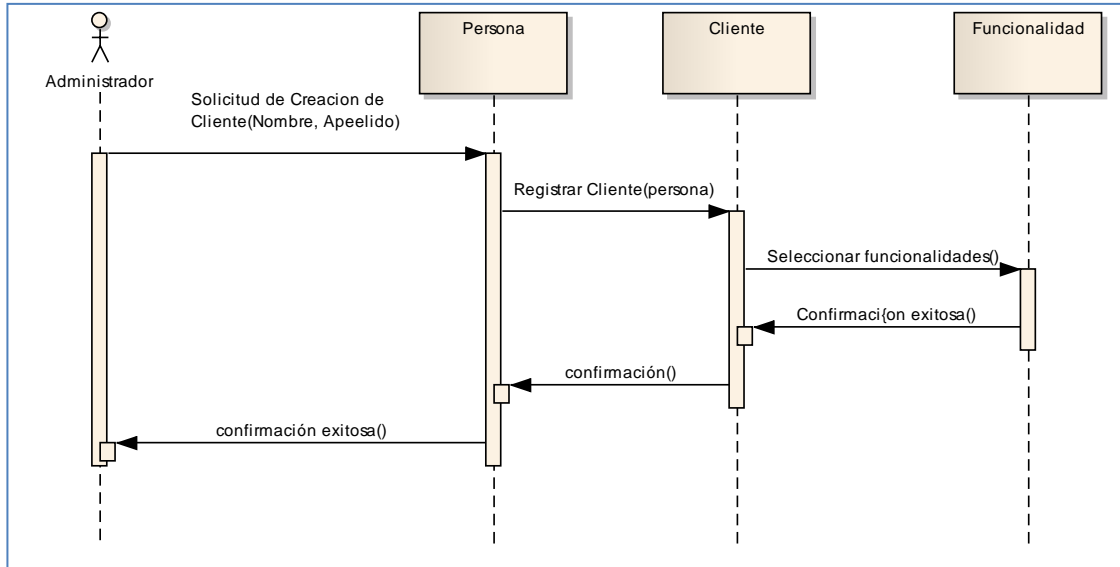 Persona
Cliente
Funcionalidad
Administrador
Solicitud de Creacion de
Cliente(Nombre, Apeelido)
Registrar Cliente(persona)
Seleccionar funcionalidades()
Confirmaci{on exitosa()
confirmación()
confirmación exitosa()